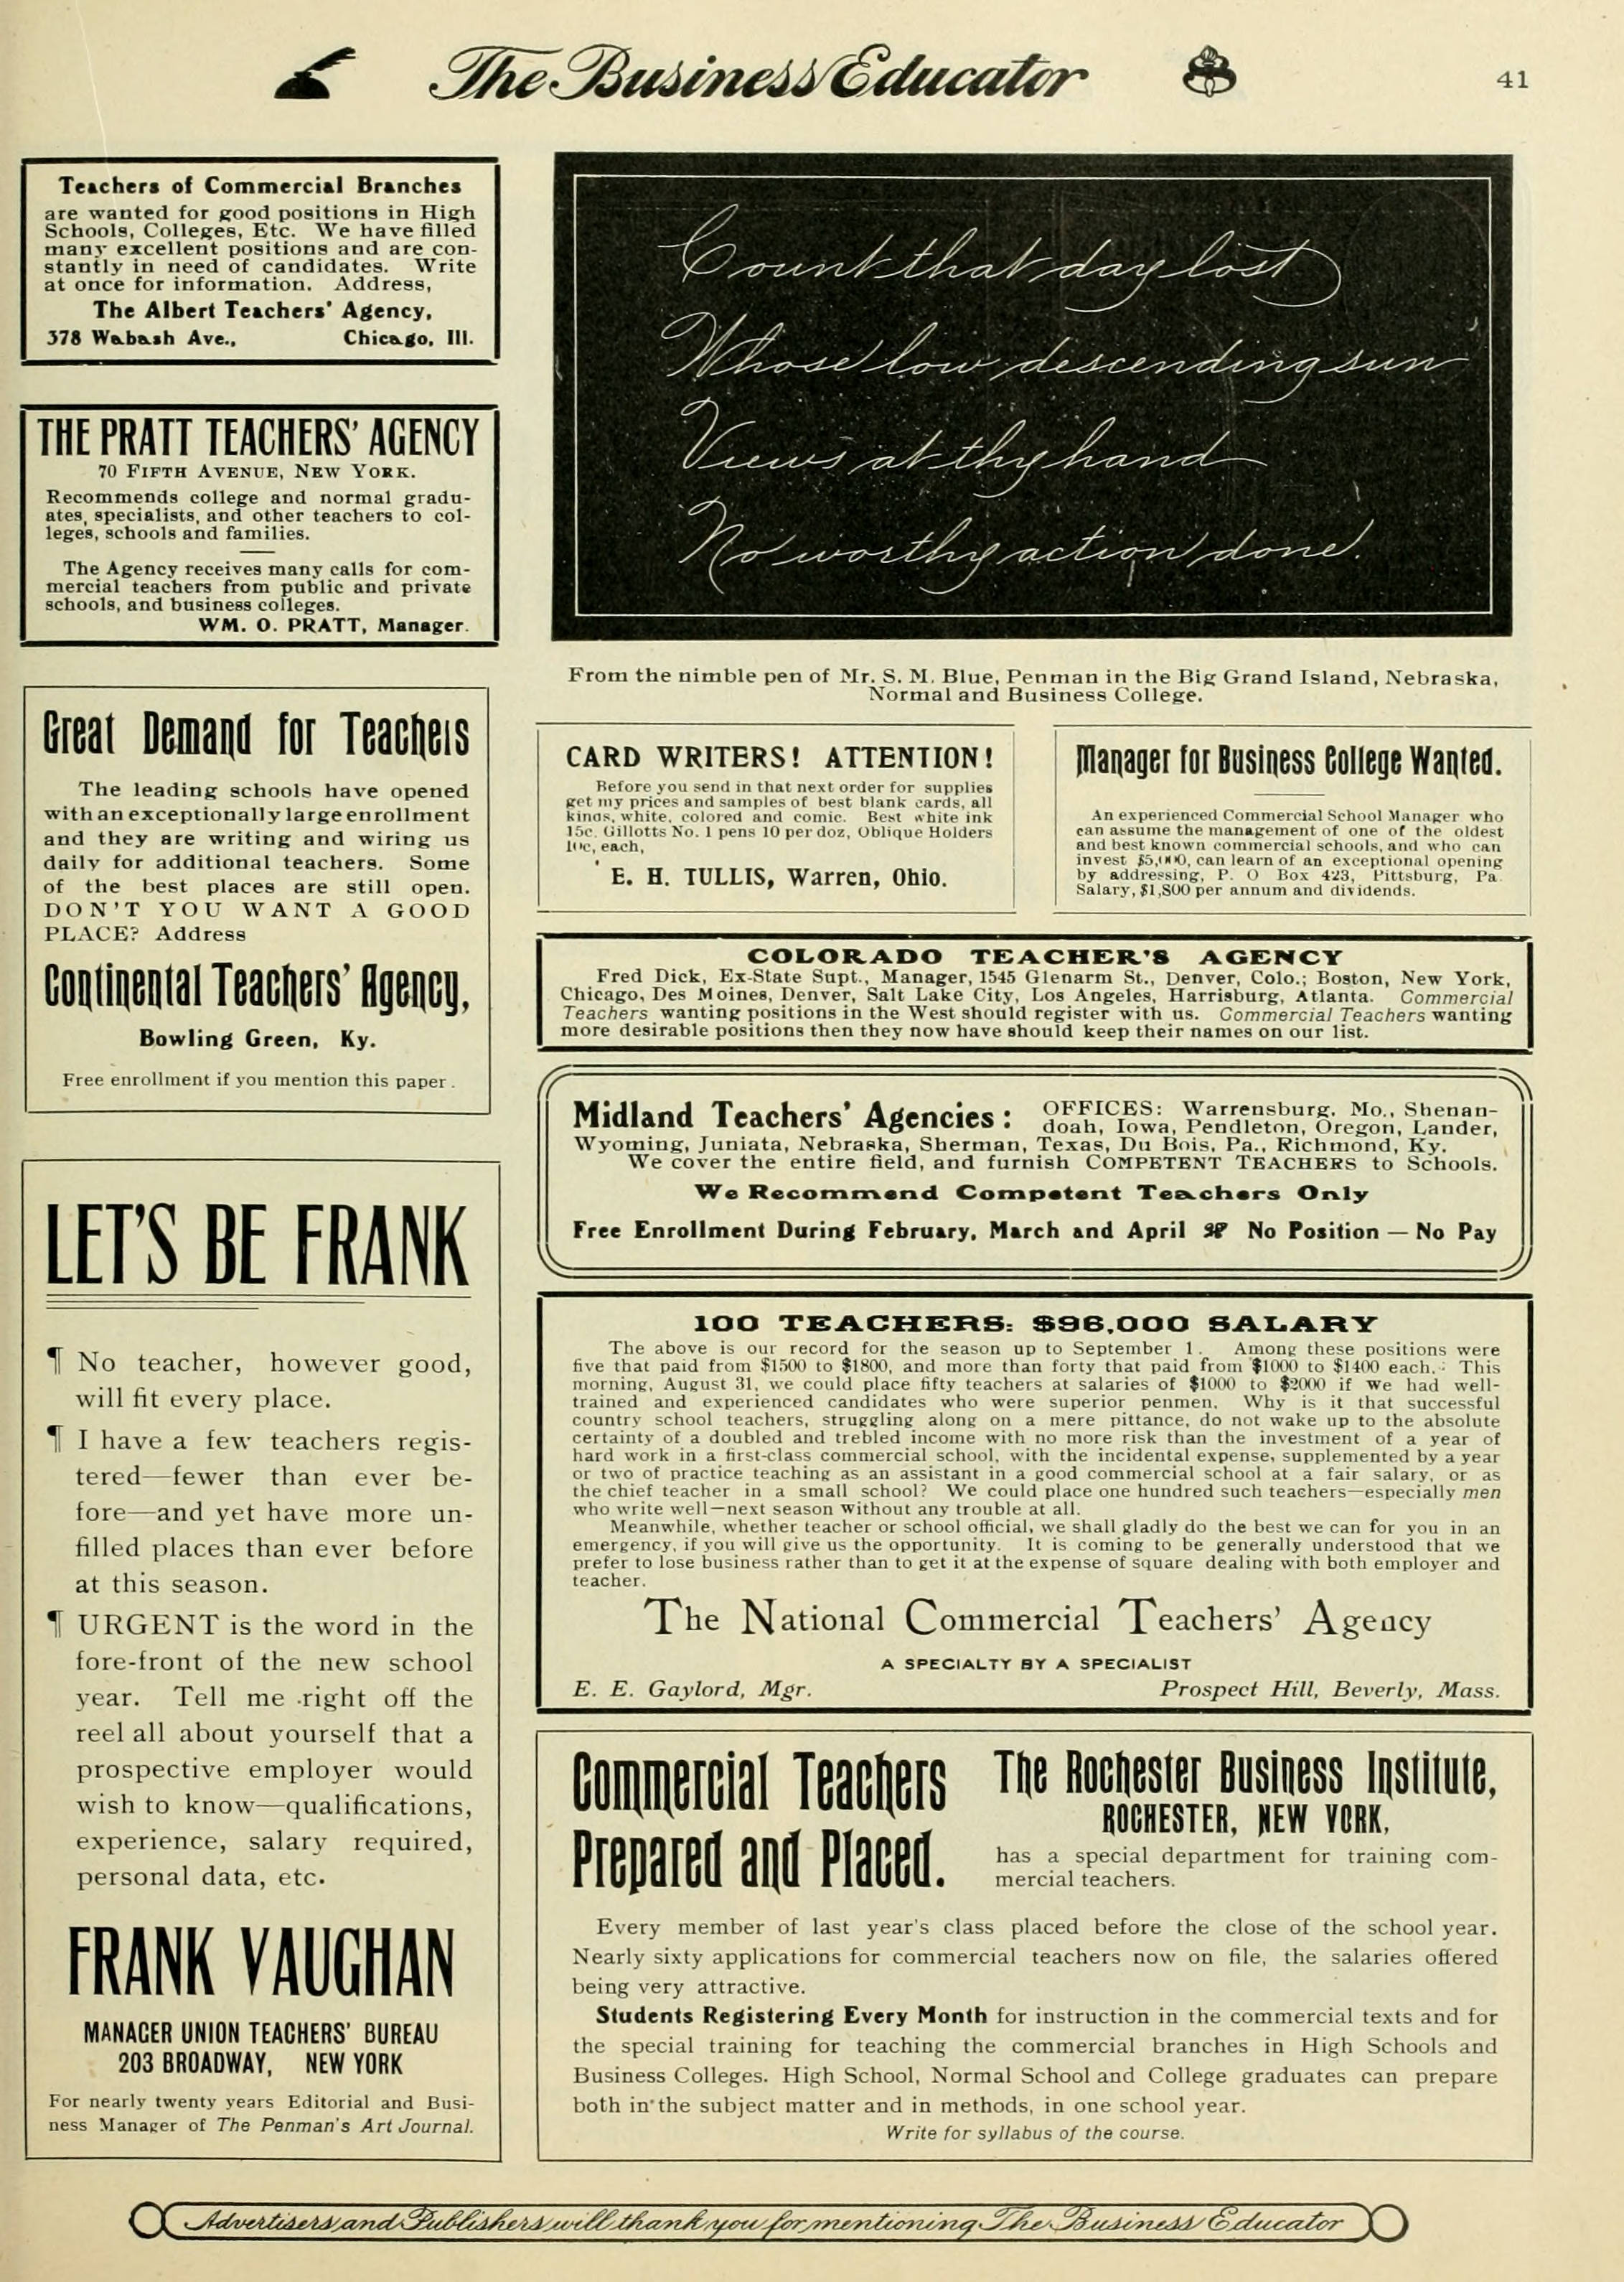 The Business Educator
41
Teachers of Commercial Branches
are wanted for good positions in High
Schools, Colleges, Etc. We have filled
many excellent positions and are con-
stantly in need of candidates. Write
at once for information. Address,
The Albert Teachers' Agency,
378 Wabash Ave., Chicago, Ill.
THE PRATT TEACHERS' AGENCY
70 FIFTH AVENUE, NEW YORK.
Recommends college and normal gradu-
ates, specialists, and other teachers to col-
leges, schools and families.
The Agency receives many calls for com-
mercial teachers from public and private
schools, and business colleges.
WM. O. PRATT, Manager.
Great Demand for Teachers
The leading schools have opened
with an exceptionally large enrollment
and they are writing and wiring us
daily for additional teachers. Some
of the best places are still open.
DON'T YOU WANT A GOOD
PLACE? Address
Continental Teachers' Agency,
Bowling Green, Ky.
Free enrollment if you mention this paper.
LET'S BE FRANK
¶ No teacher, however good,
will fit every place.
¶ I have a few teachers regis-
tered—fewer than ever be-
fore—and yet have more un-
filled places than ever before
at this season.
¶ URGENT is the word in the
fore-front of the new school
year. Tell me right off the
reel all about yourself that a
prospective employer would
wish to know—qualifications,
experience, salary required,
personal data, etc.
FRANK VAUGHAN
MANAGER UNION TEACHERS' BUREAU
203 BROADWAY, NEW YORK
For nearly twenty years Editorial and Busi-
ness Manager of The Penman's Art Journal.
Count that day lost
Whose low descending sun
Views at thy hand
No worthy action done.
From the nimble pen of Mr. S. M. Blue, Penman in the Big Grand Island, Nebraska,
Normal and Business College.
CARD WRITERS! ATTENTION!
Before you send in that next order for supplies
get my prices and samples of best blank cards, all
kinds, white, colored and comic. Best white ink
15c. Gillotts No. 1 pens 10 per doz, Oblique Holders
10c, each,
E. H. TULLIS, Warren, Ohio.
Manager for Business College Wanted.
An experienced Commercial School Manager who
can assume the management of one of the oldest
and best known commercial schools, and who can
invest $5,000, can learn of an exceptional opening
by addressing, P. O Box 423, Pittsburg, Pa.
Salary, $1,800 per annum and dividends.
COLORADO TEACHER'S AGENCY
Fred Dick, Ex-State Supt., Manager, 1545 Glenarm St., Denver, Colo.; Boston, New York,
Chicago, Des Moines, Denver, Salt Lake City, Los Angeles, Harrisburg, Atlanta. Commercial
Teachers wanting positions in the West should register with us. Commercial Teachers wanting
more desirable positions then they now have should keep their names on our list.
Midland Teachers' Agencies: OFFICES: Warrensburg, Mo., Shenan-
doah, Iowa, Pendleton, Oregon, Lander,
Wyoming, Juniata, Nebraska, Sherman, Texas, Du Bois, Pa., Richmond, Ky.
We cover the entire field, and furnish COMPETENT TEACHERS to Schools.
We Recommend Competent Teachers Only
Free Enrollment During February, March and April No Position — No Pay
100 TEACHERS: $96,000 SALARY
The above is our record for the season up to September 1. Among these positions were
five that paid from $1500 to $1800, and more than forty that paid from $1000 to $1400 each. This
morning, August 31, we could place fifty teachers at salaries of $1000 to $2000 if we had well-
trained and experienced candidates who were superior penmen. Why is it that successful
country school teachers, struggling along on a mere pittance, do not wake up to the absolute
certainty of a doubled and trebled income with no more risk than the investment of a year of
hard work in a first-class commercial school, with the incidental expense, supplemented by a year
or two of practice teaching as an assistant in a good commercial school at a fair salary, or as
the chief teacher in a small school? We could place one hundred such teachers—especially men
who write well—next season without any trouble at all.
Meanwhile, whether teacher or school official, we shall gladly do the best we can for you in an
emergency, if you will give us the opportunity. It is coming to be generally understood that we
prefer to lose business rather than to get it at the expense of square dealing with both employer and
teacher.
The National Commercial Teachers' Agency
A SPECIALTY BY A SPECIALIST
E. E. Gaylord, Mgr. Prospect Hill, Beverly, Mass.
Commercial Teachers
Prepared and Placed.
The Rochester Business Institute,
ROCHESTER, NEW YORK,
has a special department for training com-
mercial teachers.
Every member of last year's class placed before the close of the school year.
Nearly sixty applications for commercial teachers now on file, the salaries offered
being very attractive.
Students Registering Every Month for instruction in the commercial texts and for
the special training for teaching the commercial branches in High Schools and
Business Colleges. High School, Normal School and College graduates can prepare
both in the subject matter and in methods, in one school year.
Write for syllabus of the course.
Advertisers and Publishers will thank you for mentioning The Business Educator